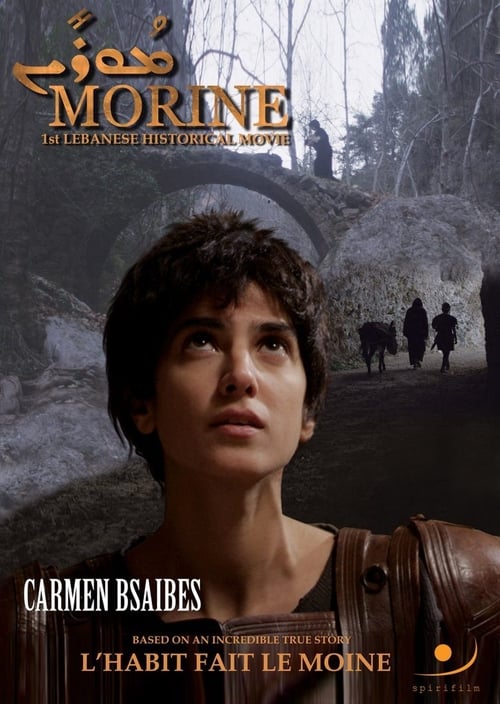 MORINE
1st LEBANESE HISTORICAL MOVIE
CARMEN BSAIBES
BASED ON AN INCREDIBLE TRUE STORY
L'HABIT FAIT LE MOINE
spirifilm